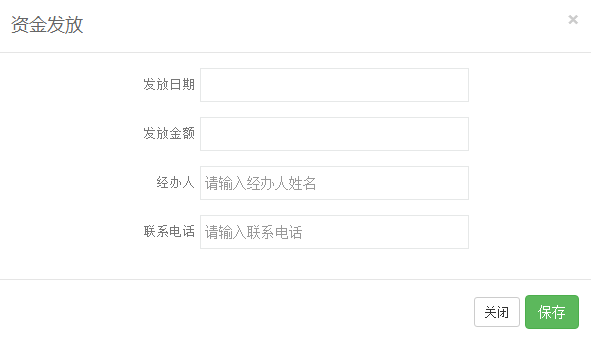 资金发放 ×
发放日期
发放金额
经办人 请输入经办人姓名
联系电话 请输入联系电话
关闭 保存